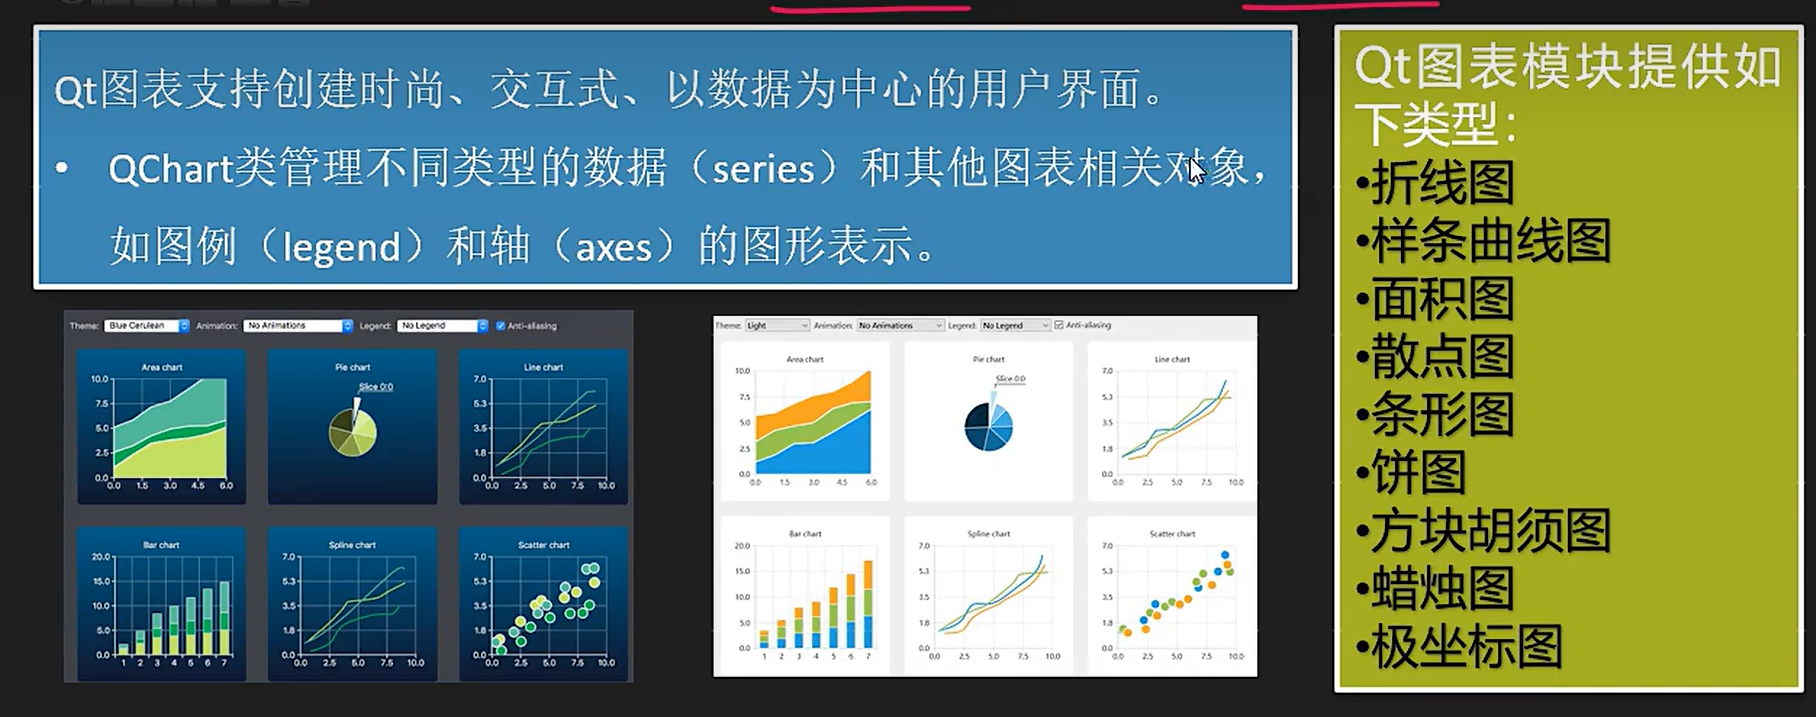 Qt图表支持创建时尚、交互式、以数据为中心的用户界面。
• QChart类管理不同类型的数据（series）和其他图表相关对象，
如图例（legend）和轴（axes）的图形表示。
Qt图表模块提供如
下类型：
•折线图
•样条曲线图
•面积图
•散点图
•条形图
•饼图
•方块胡须图
•蜡烛图
•极坐标图
Theme: Blue Cerulean Animation: No Animations Legend: No Legend Anti-aliasing
Area chart
10.0
7.5
5.0
2.5
0.0
0.0 1.5 3.0 4.5 6.0
Pie chart
Slice 0:0
Line chart
7.0
5.3
3.5
1.8
0.0
0.0 2.5 5.0 7.5 10.0
Bar chart
20.0
15.0
10.0
5.0
0.0
1 2 3 4 5 6 7
Spline chart
7.0
5.3
3.5
1.8
0.0
0.0 2.5 5.0 7.5 10.0
Scatter chart
7.0
5.3
3.5
1.8
0.0
0.0 2.5 5.0 7.5 10.0
Theme: Light Animation: No Animations Legend: No Legend Anti-aliasing
Area chart
10.0
7.5
5.0
2.5
0.0
0.0 1.5 3.0 4.5 6.0
Pie chart
Slice 0:0
Line chart
7.0
5.3
3.5
1.8
0.0
0.0 2.5 5.0 7.5 10.0
Bar chart
20.0
15.0
10.0
5.0
0.0
1 2 3 4 5 6 7
Spline chart
7.0
5.3
3.5
1.8
0.0
0.0 2.5 5.0 7.5 10.0
Scatter chart
7.0
5.3
3.5
1.8
0.0
0.0 2.5 5.0 7.5 10.0